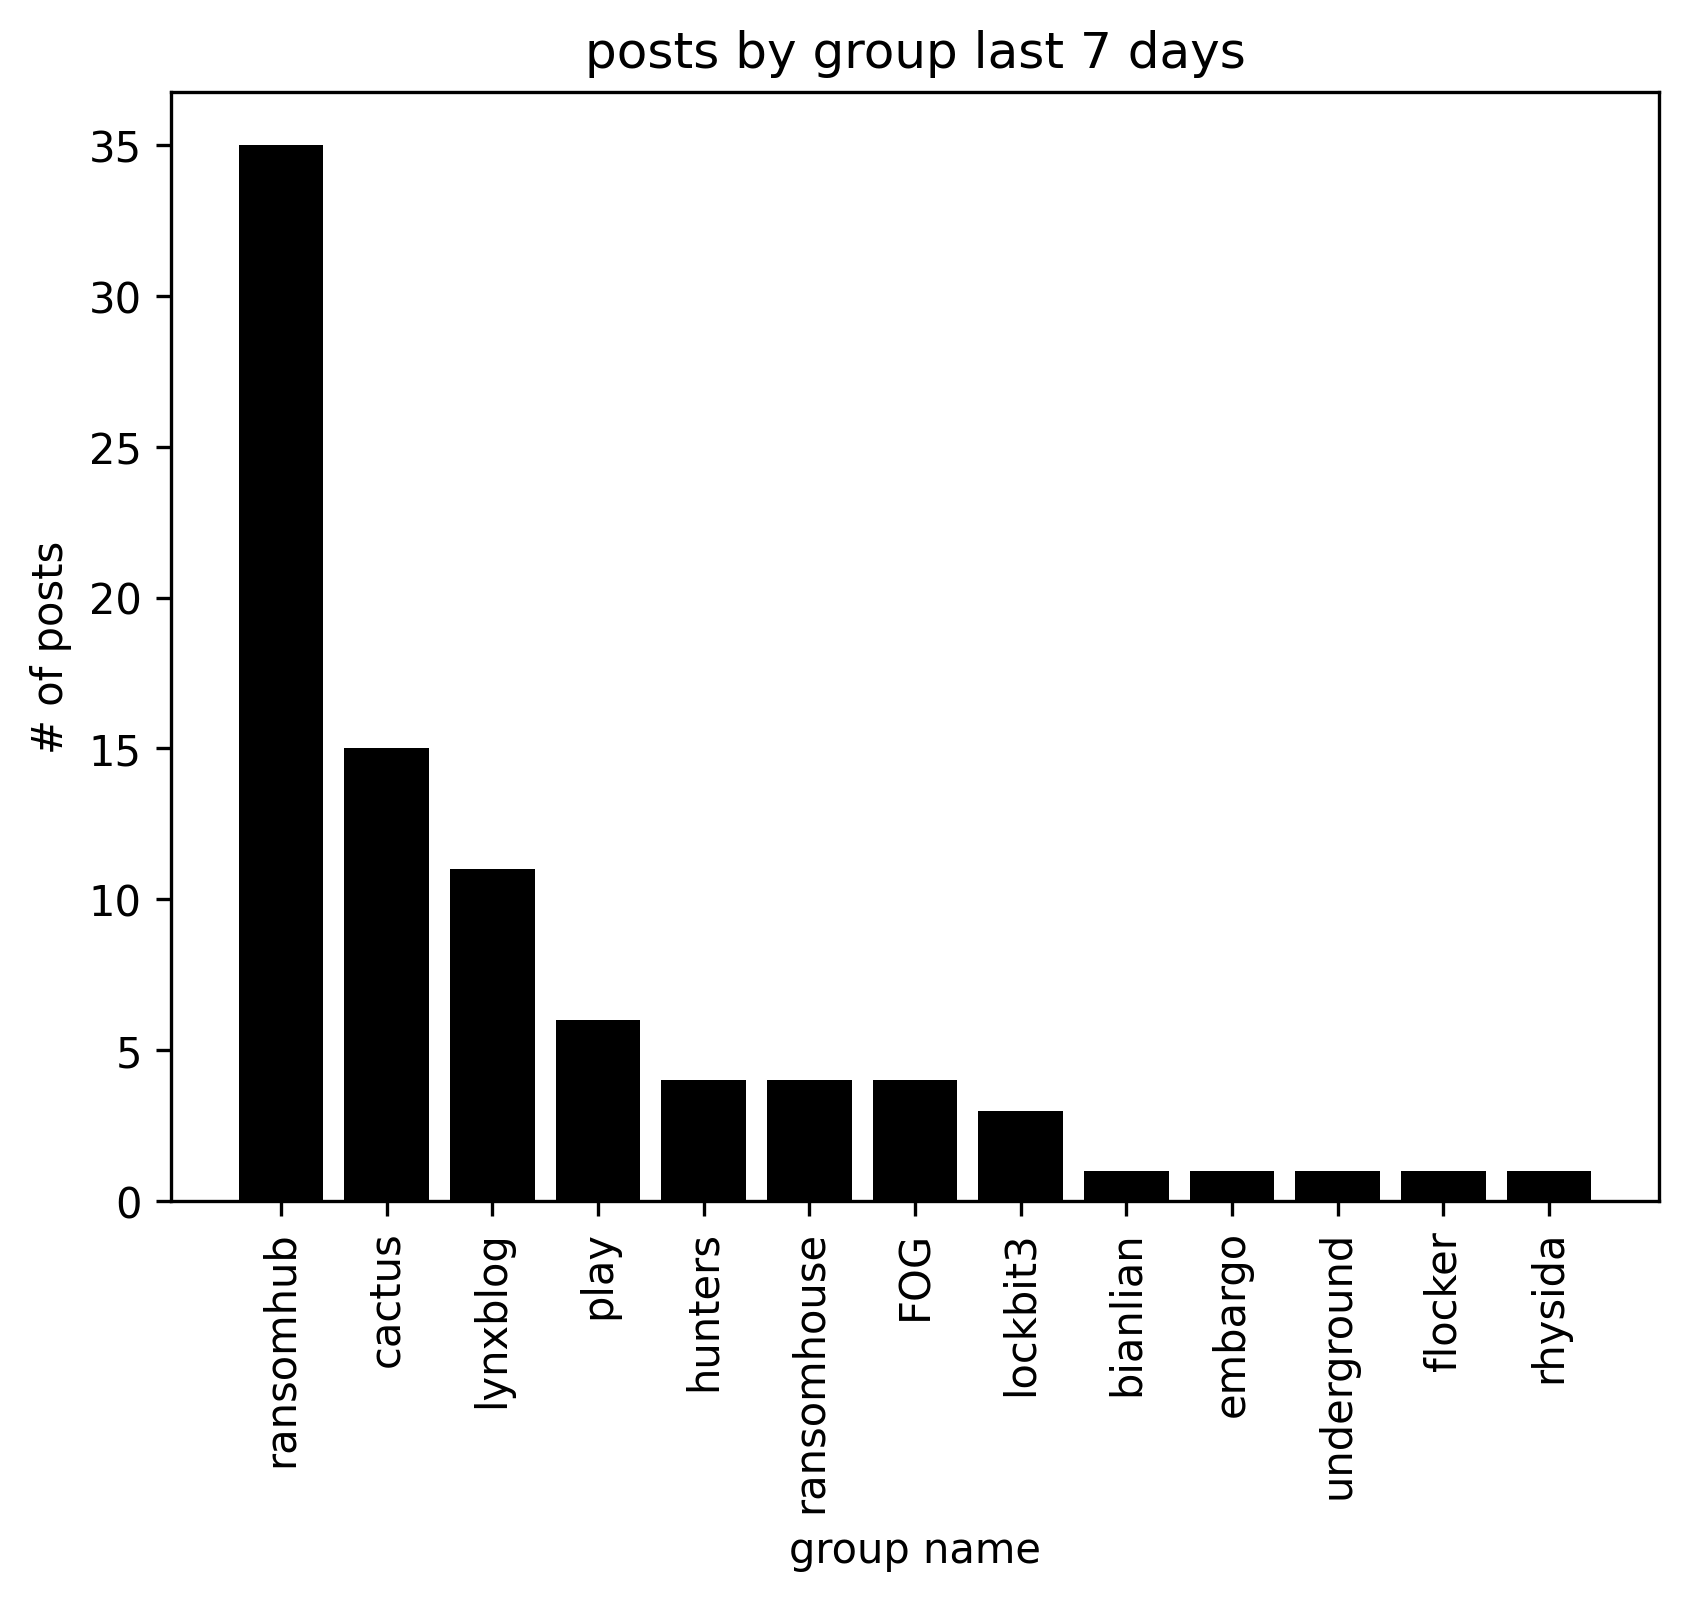 posts by group last 7 days
# of posts
35
30
25
20
15
10
5
0
ransomhub
cactus
lynxblog
play
hunters
ransomhouse
FOG
lockbit3
bianlian
embargo
underground
flocker
rhysida
group name